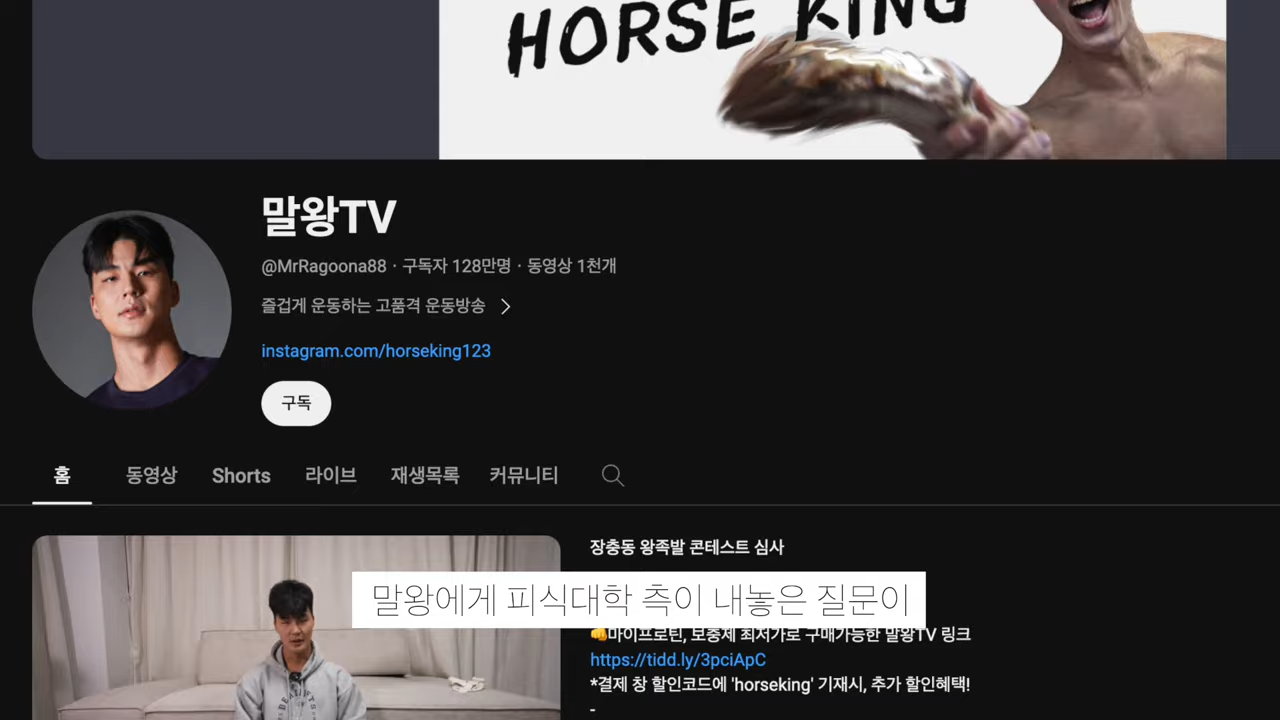 HORSE KING
말왕TV
@MrRagoona88 · 구독자 128만명 · 동영상 1천개
즐겁게 운동하는 고품격 운동방송
instagram.com/horseking123
구독
홈 동영상 Shorts 라이브 재생목록 커뮤니티
장충동 왕족발 콘테스트 심사
말왕에게 피식대학 측이 내놓은 질문이
👊마이프로틴, 보충제 최저가로 구매가능한 말왕TV 링크
https://tidd.ly/3pciApC
*결제 창 할인코드에 'horseking' 기재시, 추가 할인혜택!
-